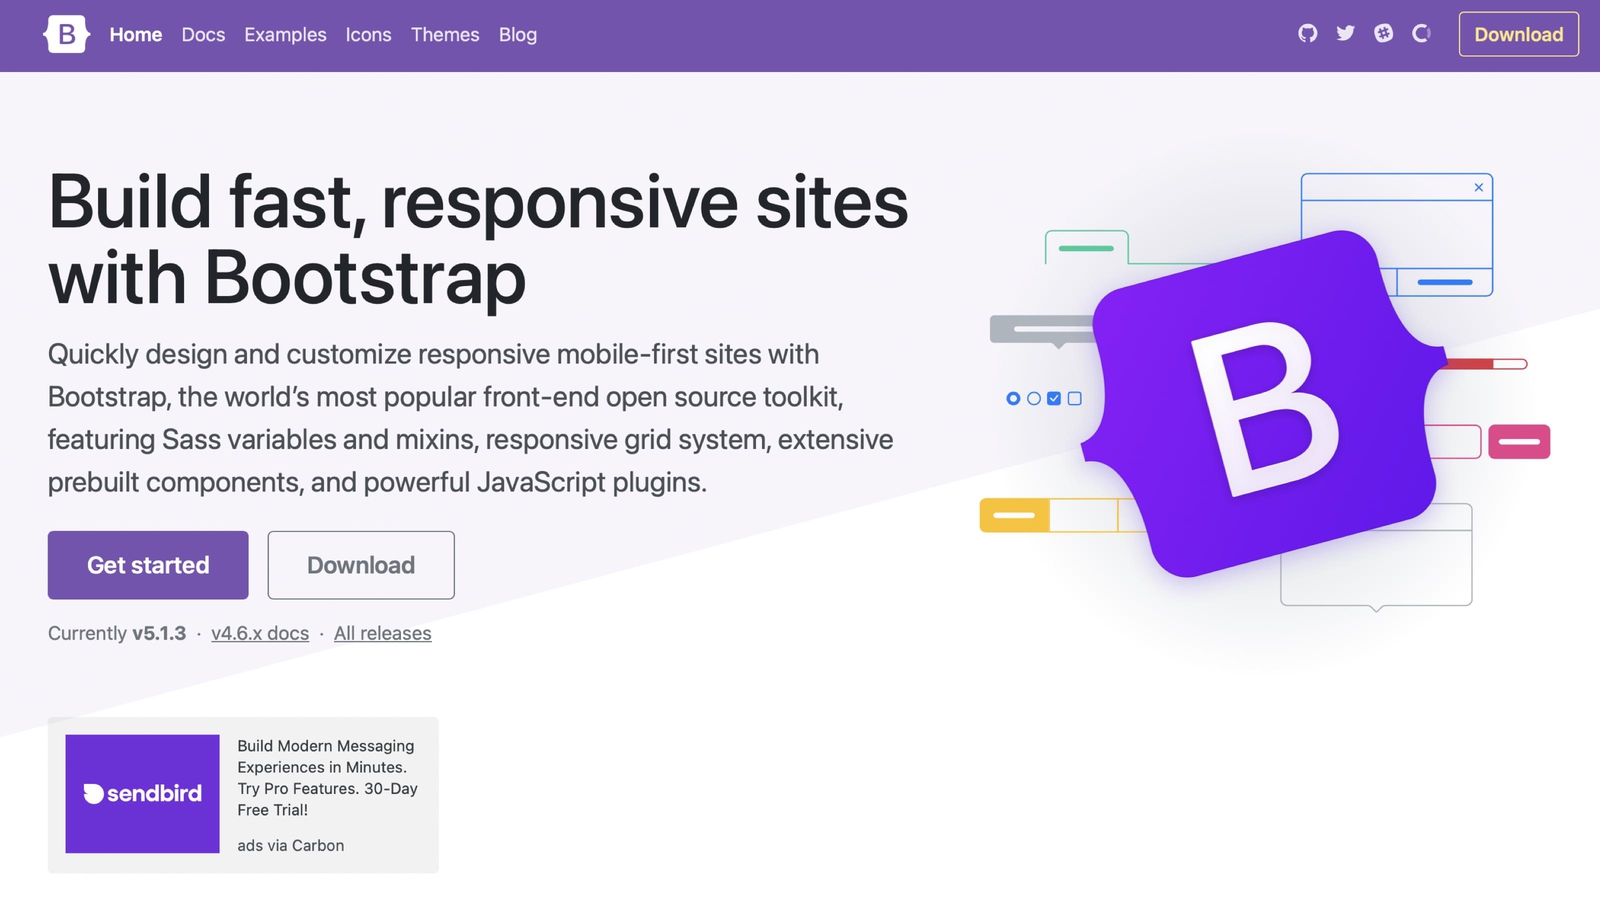 B Home Docs Examples Icons Themes Blog Download
Build fast, responsive sites
with Bootstrap
Quickly design and customize responsive mobile-first sites with
Bootstrap, the world’s most popular front-end open source toolkit,
featuring Sass variables and mixins, responsive grid system, extensive
prebuilt components, and powerful JavaScript plugins.
Get started Download
Currently v5.1.3 · v4.6.x docs · All releases
B
sendbird
Build Modern Messaging
Experiences in Minutes.
Try Pro Features. 30-Day
Free Trial!
ads via Carbon